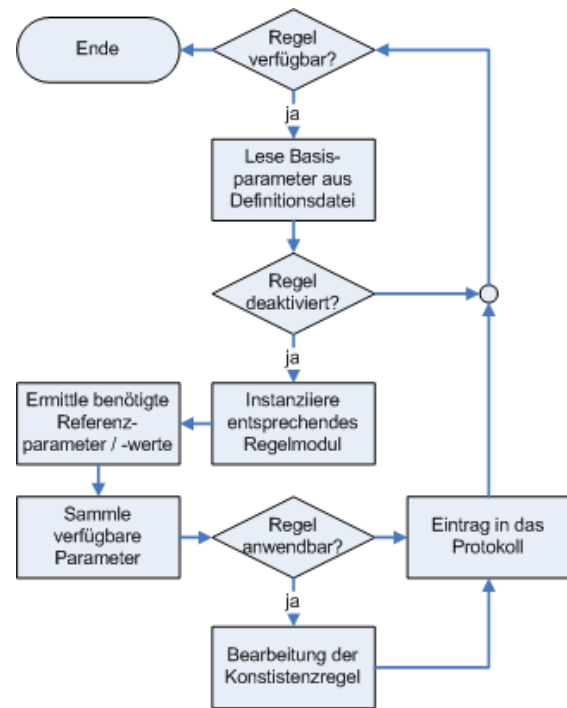 Ende
Regel
verfügbar?
ja
Lese Basis-
parameter aus
Definitionsdatei
Regel
deaktiviert?
ja
Ermittle benötigte
Referenz-
parameter / -werte
Instanziiere
entsprechendes
Regelmodul
Sammle
verfügbare
Parameter
Regel
anwendbar?
Eintrag in das
Protokoll
ja
Bearbeitung der
Konstistenzregel